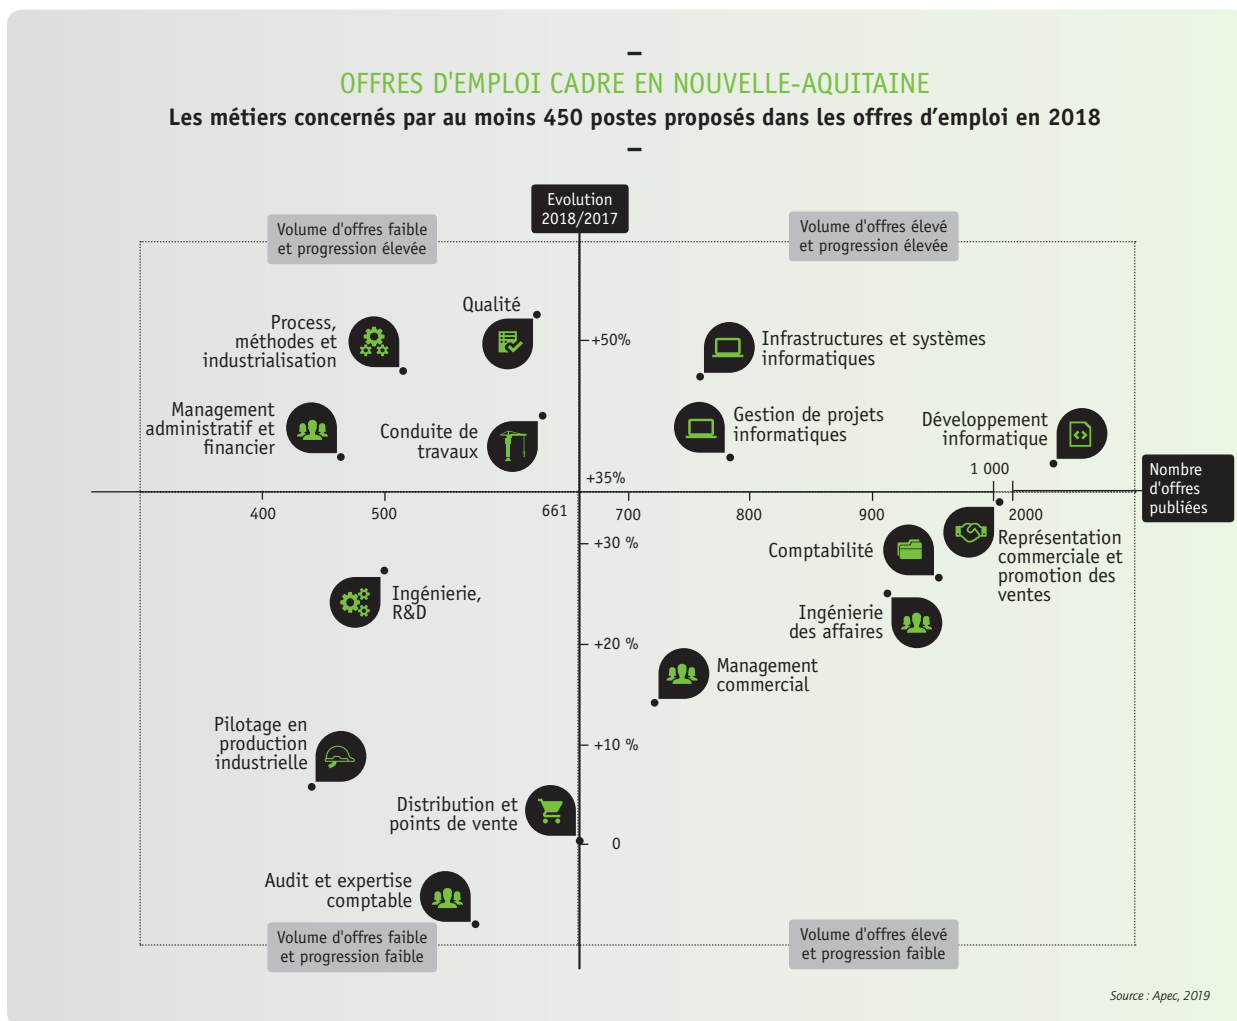 OFFRES D'EMPLOI CADRE EN NOUVELLE-AQUITAINE
Les métiers concernés par au moins 450 postes proposés dans les offres d’emploi en 2018
Evolution
2018/2017
Volume d'offres faible
et progression élevée
Volume d'offres élevé
et progression élevée
Qualité
Process,
méthodes et
industrialisation
+50%
Infrastructures et systèmes
informatiques
Management
administratif et
financier
Conduite de
travaux
Gestion de projets
informatiques
Développement
informatique
+35%
1 000
Nombre
d'offres
publiées
400
500
661
700
800
900
2000
+30 %
Comptabilité
Représentation
commerciale et
promotion des
ventes
Ingénierie,
R&D
Ingénierie
des affaires
+20 %
Management
commercial
Pilotage en
production
industrielle
+10 %
Distribution et
points de vente
0
Audit et expertise
comptable
Volume d'offres faible
et progression faible
Volume d'offres élevé
et progression faible
Source : Apec, 2019